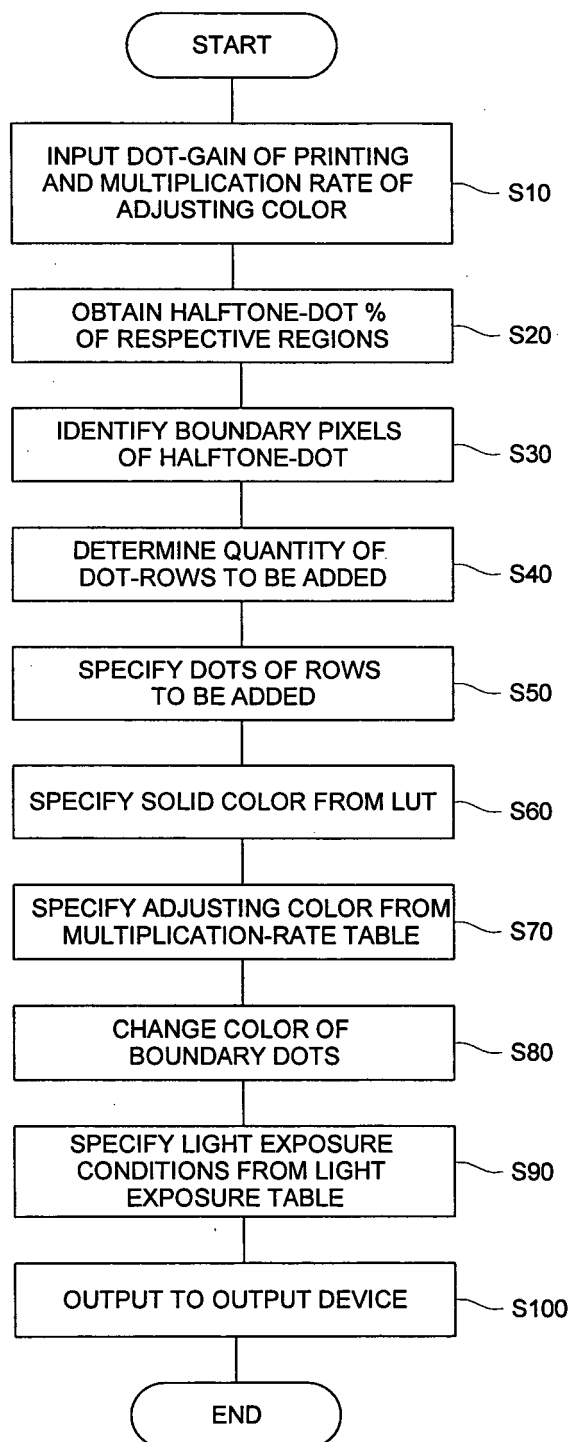 START
INPUT DOT-GAIN OF PRINTING
AND MULTIPLICATION RATE OF
ADJUSTING COLOR
S10
OBTAIN HALFTONE-DOT %
OF RESPECTIVE REGIONS
S20
IDENTIFY BOUNDARY PIXELS
OF HALFTONE-DOT
S30
DETERMINE QUANTITY OF
DOT-ROWS TO BE ADDED
S40
SPECIFY DOTS OF ROWS
TO BE ADDED
S50
SPECIFY SOLID COLOR FROM LUT
S60
SPECIFY ADJUSTING COLOR FROM
MULTIPLICATION-RATE TABLE
S70
CHANGE COLOR OF
BOUNDARY DOTS
S80
SPECIFY LIGHT EXPOSURE
CONDITIONS FROM LIGHT
EXPOSURE TABLE
S90
OUTPUT TO OUTPUT DEVICE
S100
END